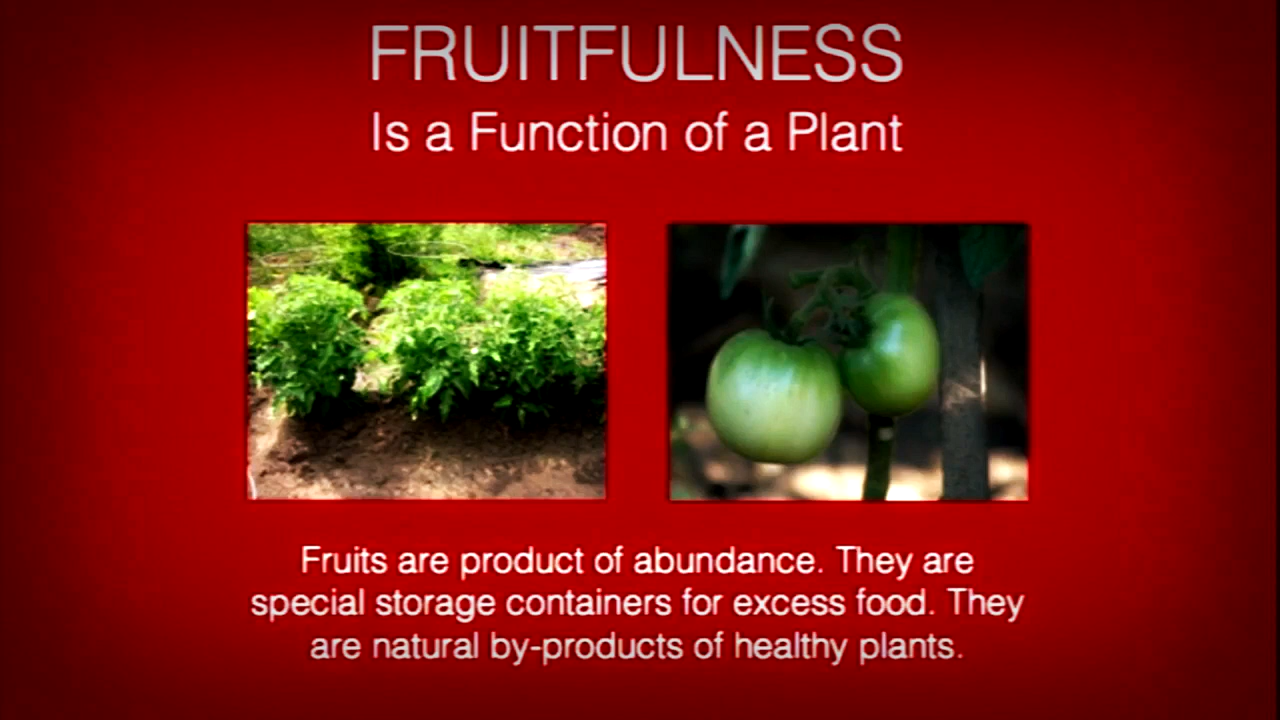 FRUITFULNESS
Is a Function of a Plant
Fruits are product of abundance. They are
special storage containers for excess food. They
are natural by-products of healthy plants.